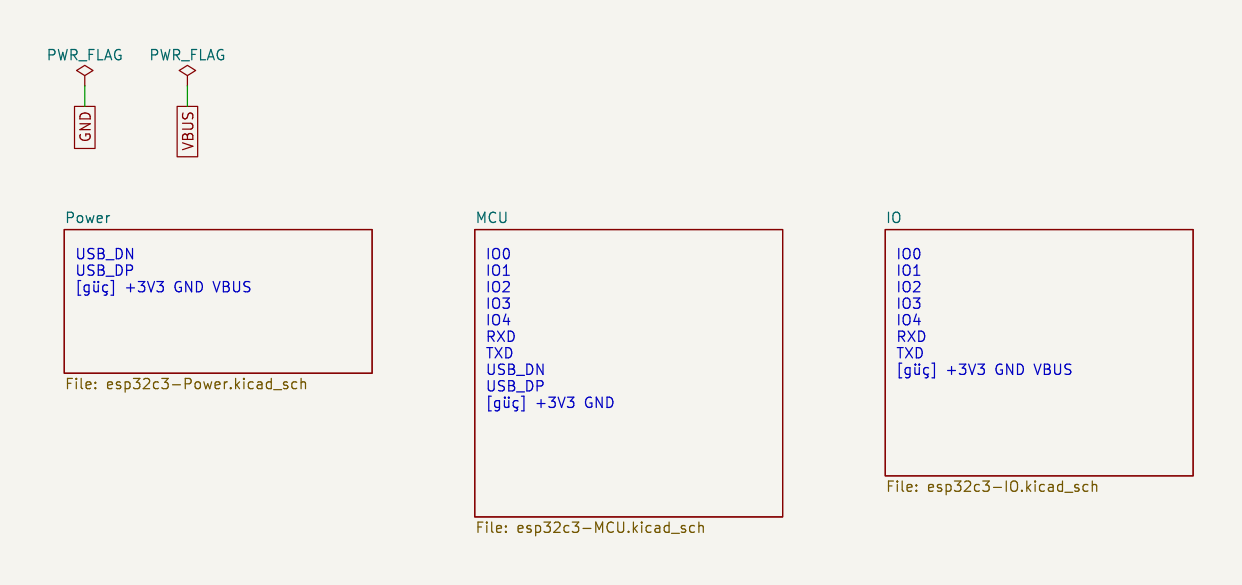 PWR_FLAG PWR_FLAG
GND
VBUS
Power
USB_DN
USB_DP
[güç] +3V3 GND VBUS
File: esp32c3-Power.kicad_sch
MCU
IO0
IO1
IO2
IO3
IO4
RXD
TXD
USB_DN
USB_DP
[güç] +3V3 GND
File: esp32c3-MCU.kicad_sch
IO
IO0
IO1
IO2
IO3
IO4
RXD
TXD
[güç] +3V3 GND VBUS
File: esp32c3-IO.kicad_sch